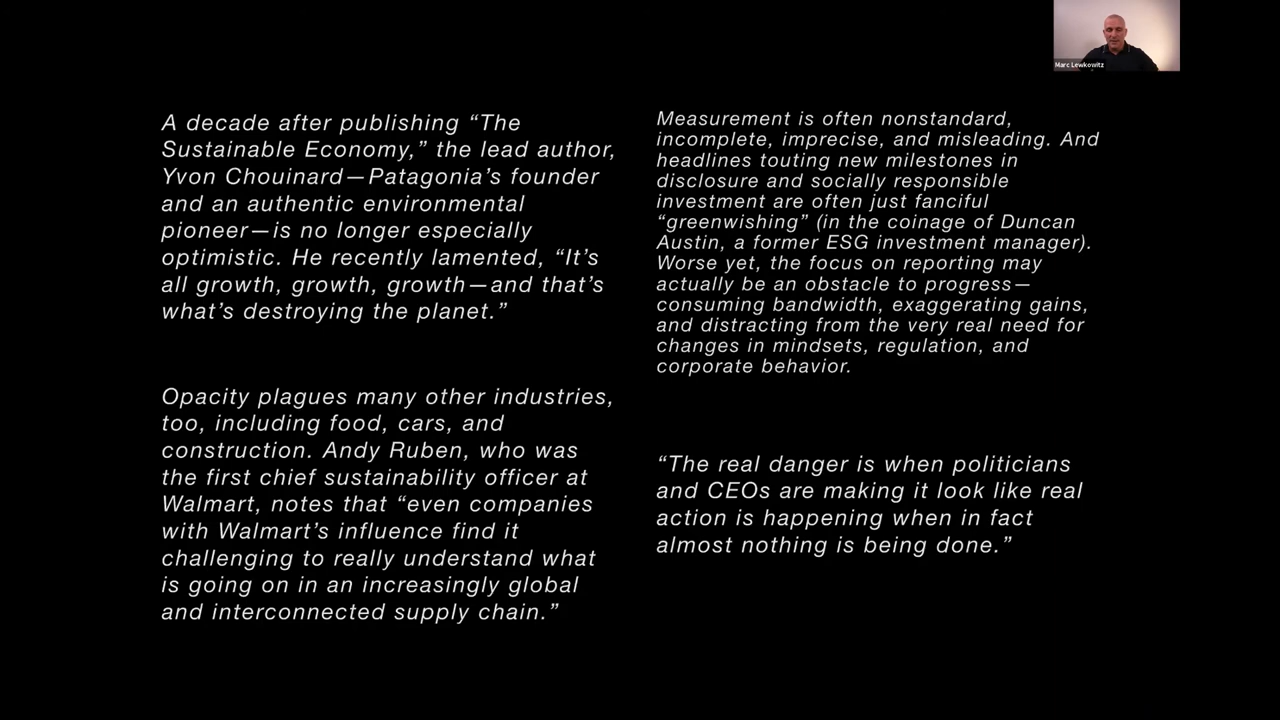 Marc Lewkowitz
A decade after publishing “The
Sustainable Economy,” the lead author,
Yvon Chouinard—Patagonia’s founder
and an authentic environmental
pioneer—is no longer especially
optimistic. He recently lamented, “It’s
all growth, growth, growth—and that’s
what’s destroying the planet.”
Opacity plagues many other industries,
too, including food, cars, and
construction. Andy Ruben, who was
the first chief sustainability officer at
Walmart, notes that “even companies
with Walmart’s influence find it
challenging to really understand what
is going on in an increasingly global
and interconnected supply chain.”
Measurement is often nonstandard,
incomplete, imprecise, and misleading. And
headlines touting new milestones in
disclosure and socially responsible
investment are often just fanciful
“greenwishing” (in the coinage of Duncan
Austin, a former ESG investment manager).
Worse yet, the focus on reporting may
actually be an obstacle to progress—
consuming bandwidth, exaggerating gains,
and distracting from the very real need for
changes in mindsets, regulation, and
corporate behavior.
“The real danger is when politicians
and CEOs are making it look like real
action is happening when in fact
almost nothing is being done.”